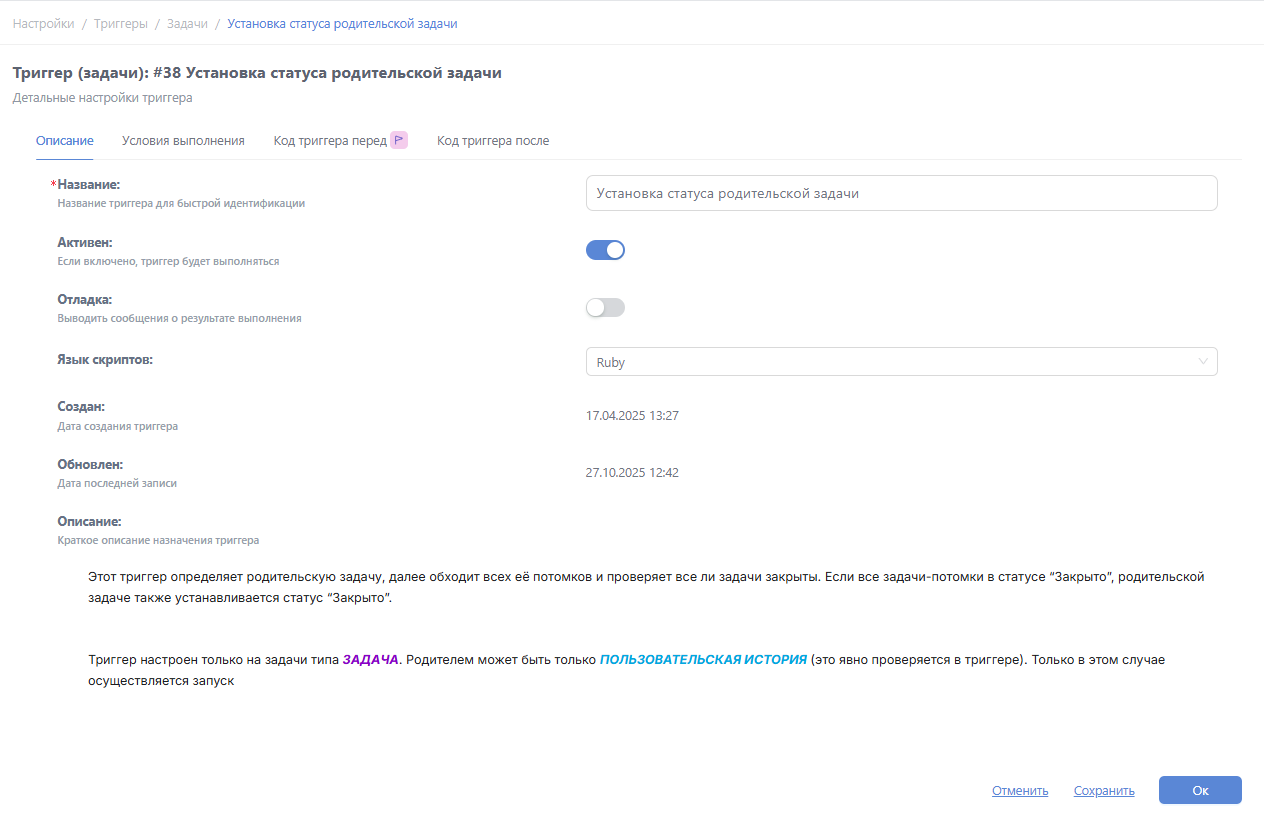 Настройки / Триггеры / Задачи / Установка статуса родительской задачи
Триггер (задачи): #38 Установка статуса родительской задачи
Детальные настройки триггера
Описание Условия выполнения Код триггера перед Код триггера после
*Название:
Название триггера для быстрой идентификации
Установка статуса родительской задачи
Активен:
Если включено, триггер будет выполняться
Отладка:
Выводить сообщения о результате выполнения
Язык скриптов:
Ruby
Создан:
Дата создания триггера
17.04.2025 13:27
Обновлен:
Дата последней записи
27.10.2025 12:42
Описание:
Краткое описание назначения триггера
Этот триггер определяет родительскую задачу, далее обходит всех её потомков и проверяет все ли задачи закрыты. Если все задачи-потомки в статусе “Закрыто”, родительской
задаче также устанавливается статус “Закрыто”.
Триггер настроен только на задачи типа ЗАДАЧА. Родителем может быть только ПОЛЬЗОВАТЕЛЬСКАЯ ИСТОРИЯ (это явно проверяется в триггере). Только в этом случае
осуществляется запуск
Отменить Сохранить Ок